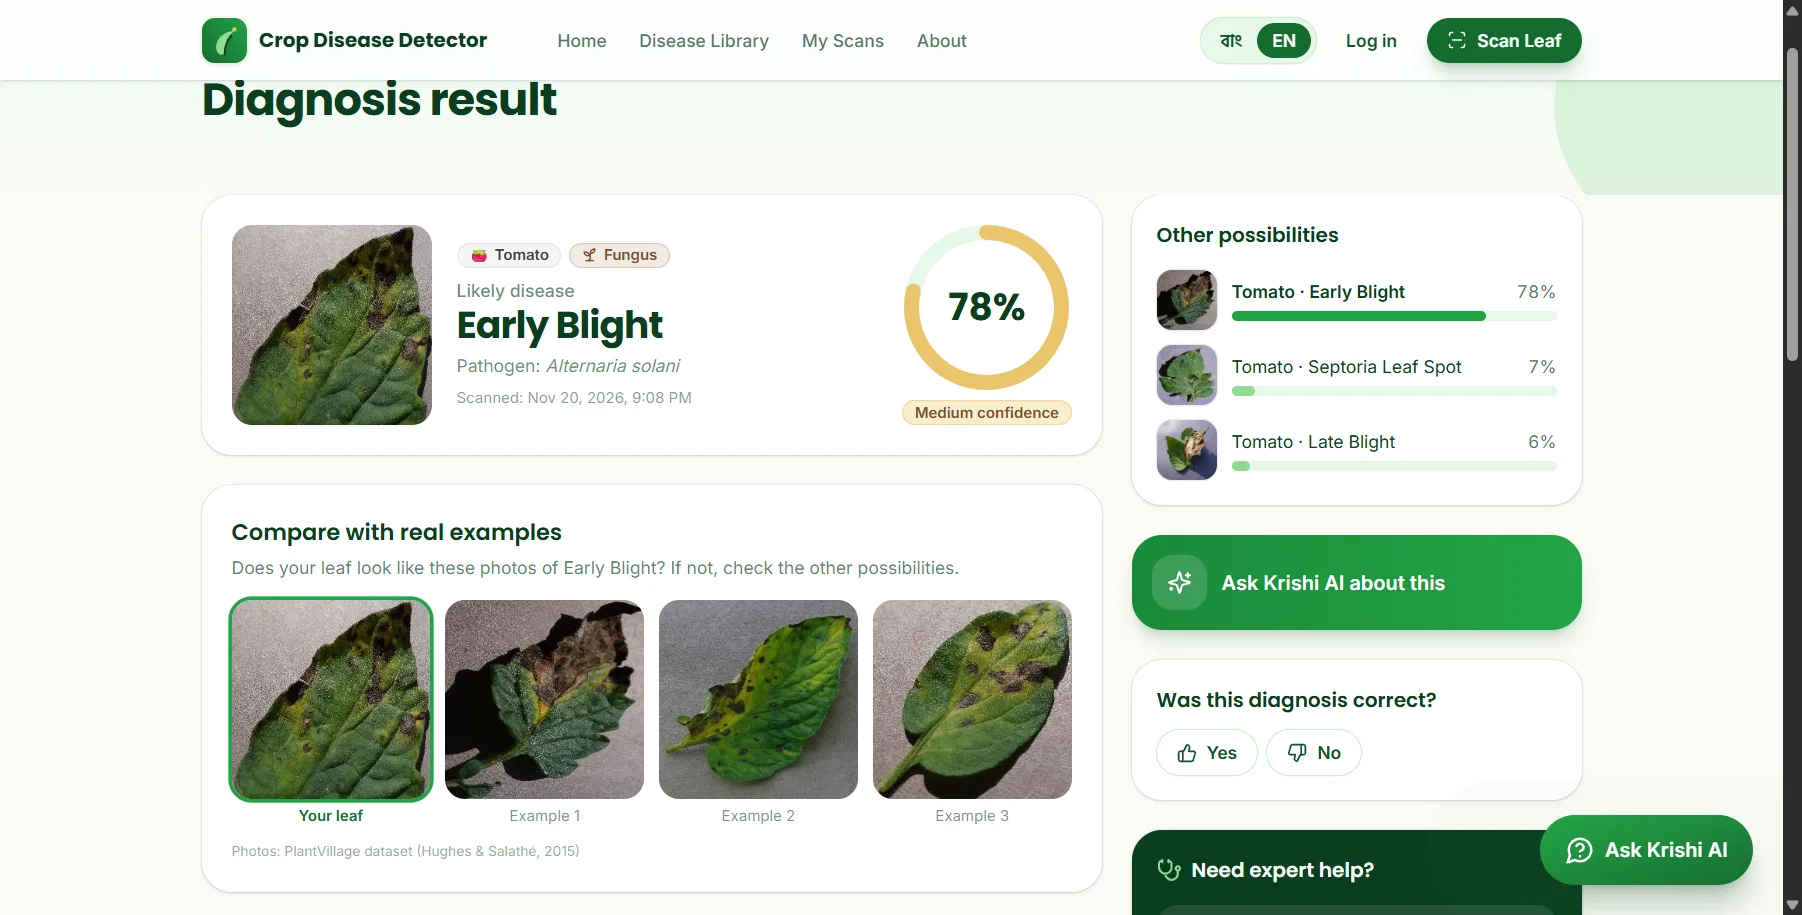 Crop Disease Detector
Home
Disease Library
My Scans
About
বাং
EN
Log in
Scan Leaf
Diagnosis result
Tomato
Fungus
Likely disease
Early Blight
Pathogen: Alternaria solani
Scanned: Nov 20, 2026, 9:08 PM
78%
Medium confidence
Compare with real examples
Does your leaf look like these photos of Early Blight? If not, check the other possibilities.
Your leaf
Example 1
Example 2
Example 3
Photos: PlantVillage dataset (Hughes & Salathé, 2015)
Other possibilities
Tomato · Early Blight 78%
Tomato · Septoria Leaf Spot 7%
Tomato · Late Blight 6%
Ask Krishi AI about this
Was this diagnosis correct?
Yes
No
Need expert help?
Ask Krishi AI